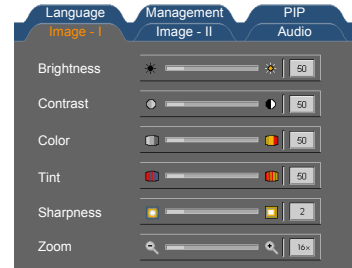 Language Management PIP
Image - I Image - II Audio
Brightness 50
Contrast 50
Color 50
Tint 50
Sharpness 2
Zoom 16x